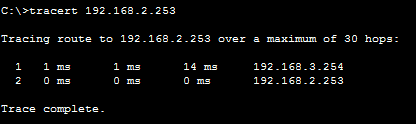 C:\>tracert 192.168.2.253
Tracing route to 192.168.2.253 over a maximum of 30 hops:
1 1 ms 1 ms 14 ms 192.168.3.254
2 0 ms 0 ms 0 ms 192.168.2.253
Trace complete.